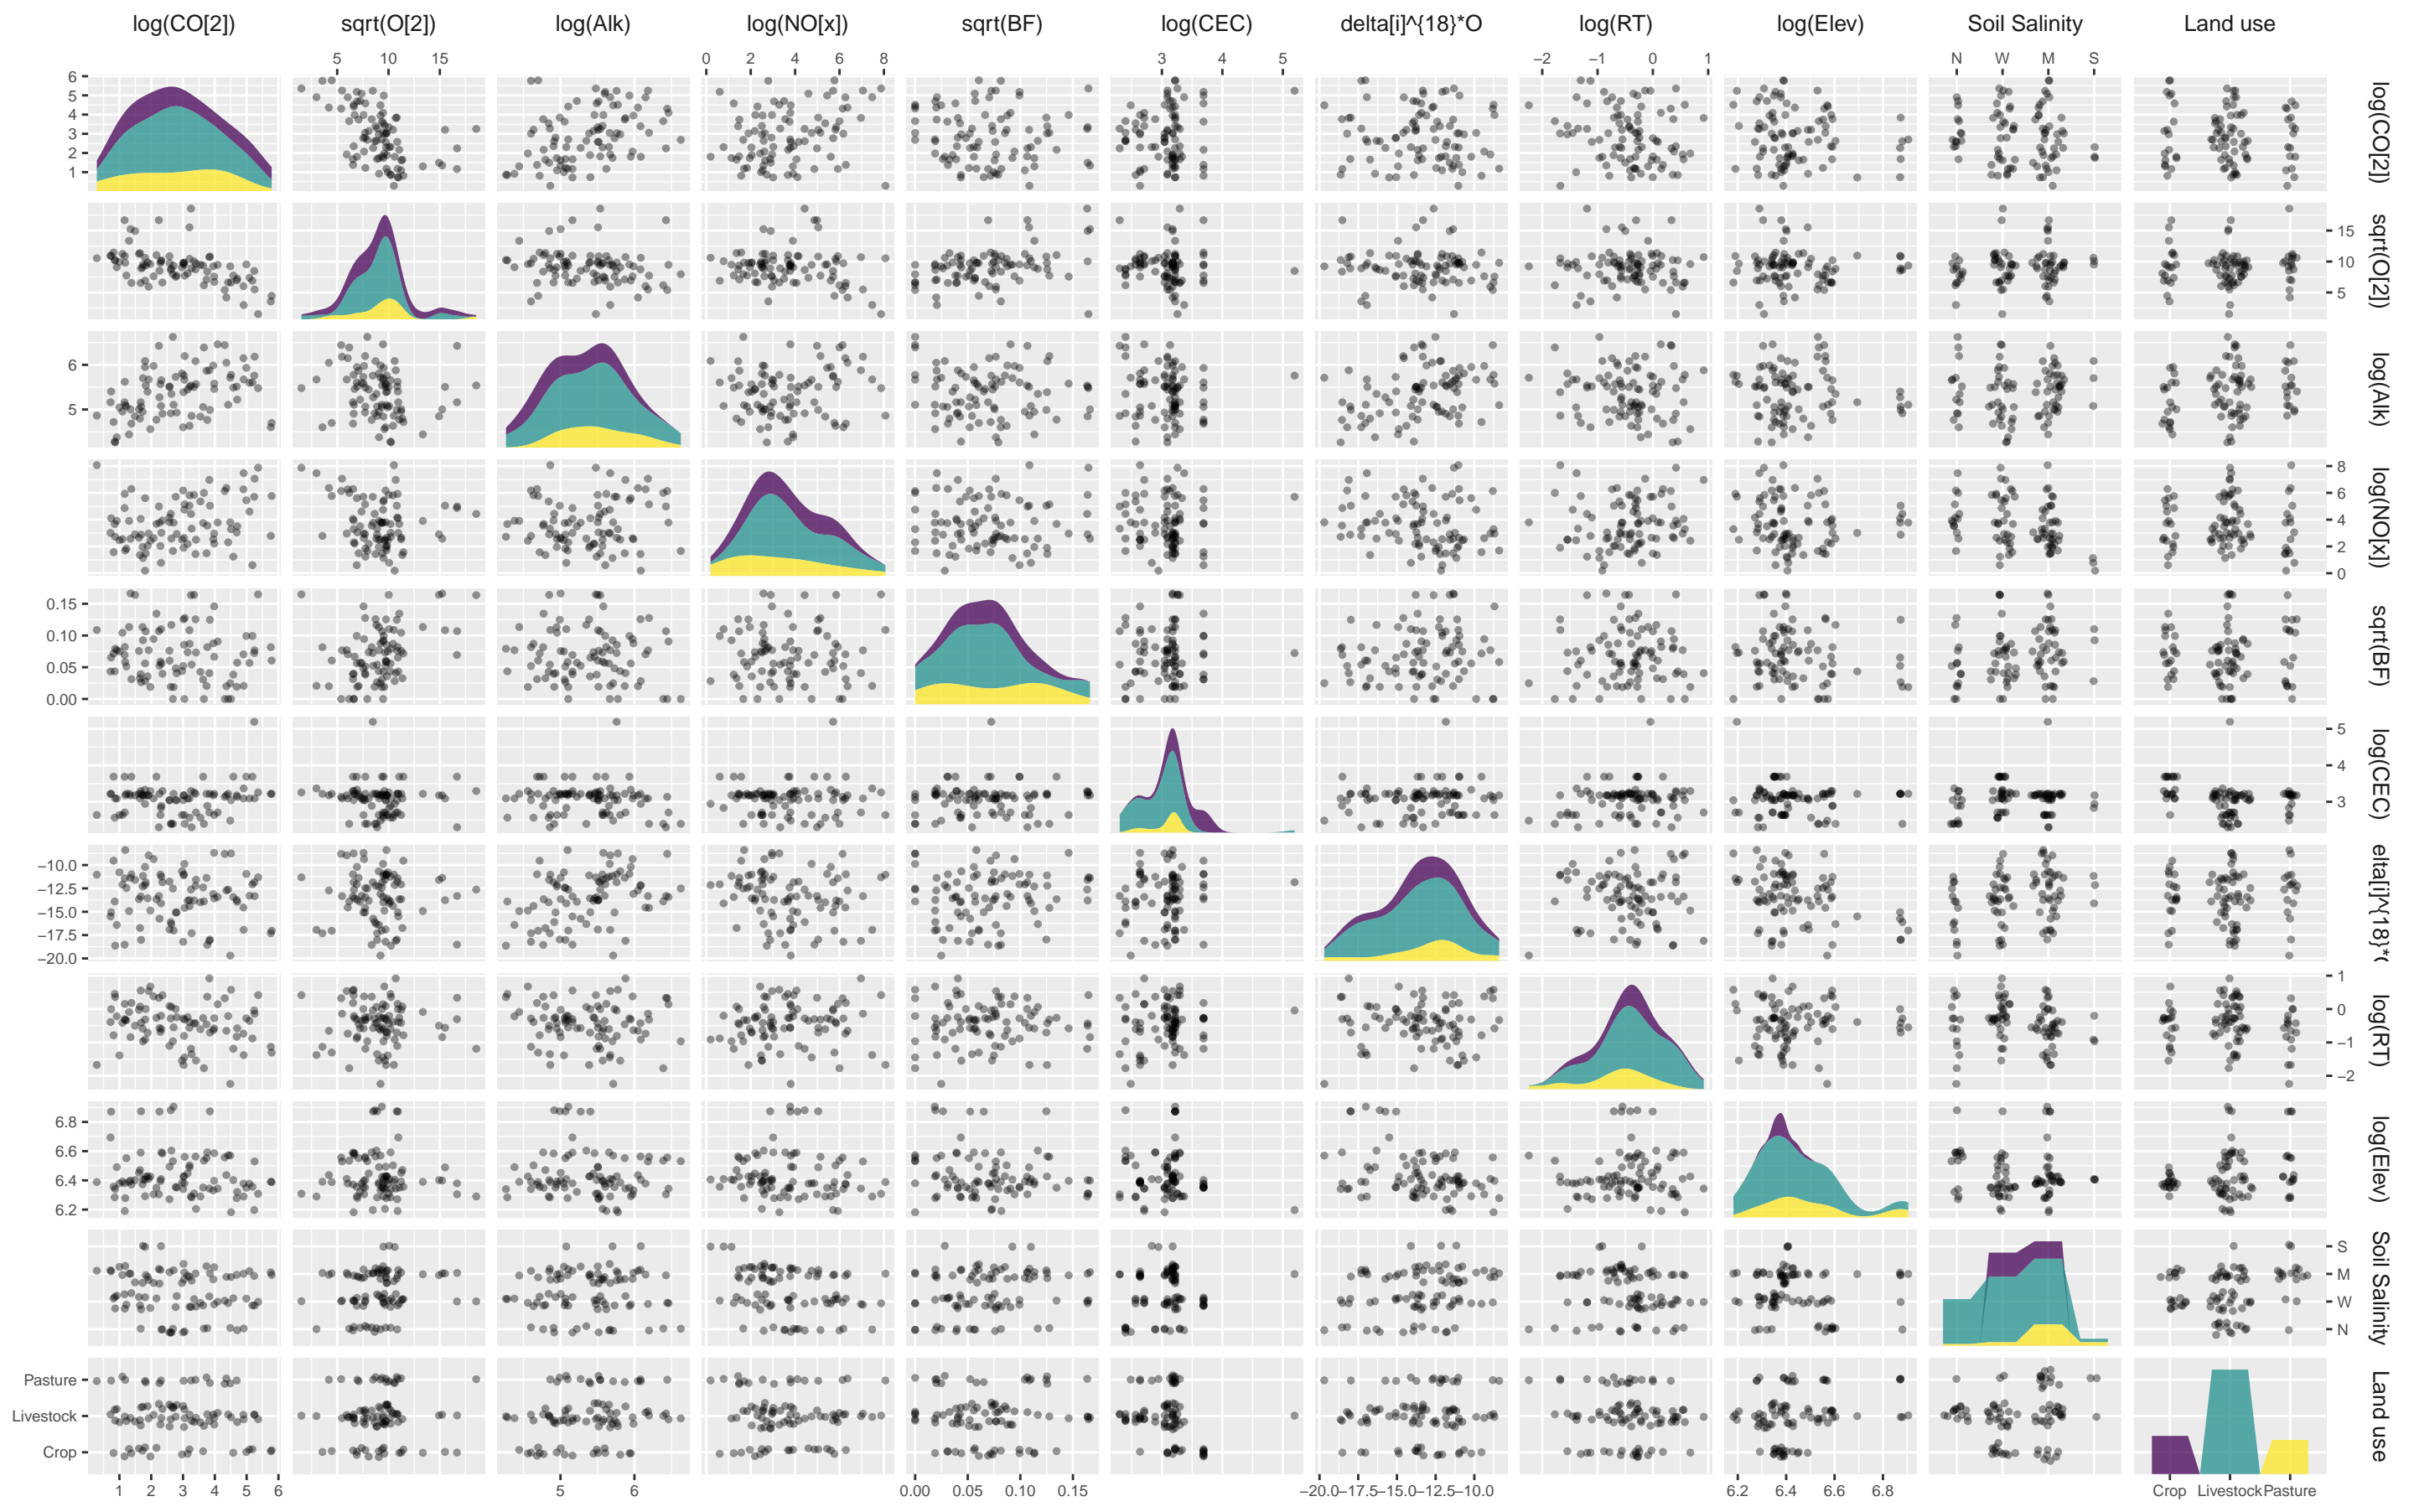 log(CO[2]) sqrt(O[2]) log(Alk) log(NO[x]) sqrt(BF) log(CEC) delta[i]^{18}*O log(RT) log(Elev) Soil Salinity Land use
5 10 15 0 2 4 6 8 3 4 5 −2 −1 0 1 N W M S
6
5
4
3
2
1
log(CO[2])
15
10
5
sqrt(O[2])
6
5
log(Alk)
8
6
4
2
0
log(NO[x])
0.15
0.10
0.05
0.00
sqrt(BF)
5
4
3
log(CEC)
−10.0
−12.5
−15.0
−17.5
−20.0
elta[i]^{18}*(
1
0
−1
−2
log(RT)
6.8
6.6
6.4
6.2
log(Elev)
S
M
W
N
Soil Salinity
Pasture
Livestock
Crop
Land use
1 2 3 4 5 6 5 6 0.00 0.05 0.10 0.15 −20.0 −17.5 −15.0 −12.5 −10.0 6.2 6.4 6.6 6.8 Crop Livestock Pasture